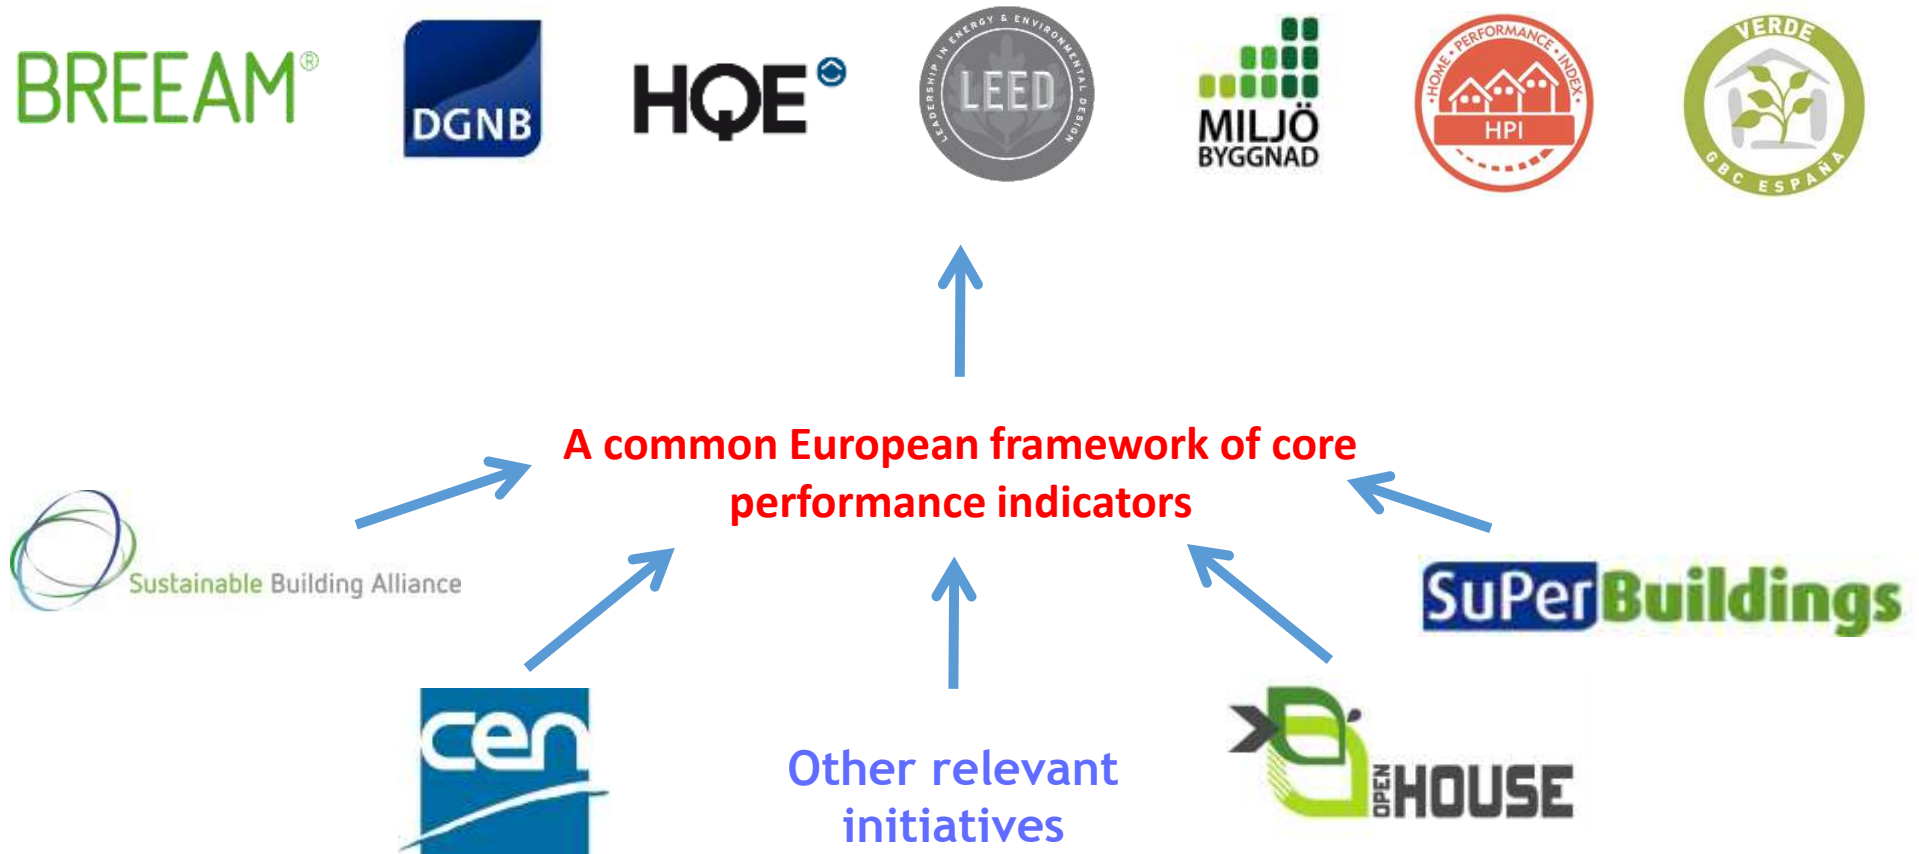 BREEAM®
DGNB
HQE
LEADERSHIP IN ENERGY & ENVIRONMENTAL DESIGN
LEED
MILJÖ
BYGGNAD
•HOME•PERFORMANCE•INDEX•
HPI
VERDE
GBC ESPAÑA
A common European framework of core
performance indicators
Sustainable Building Alliance
SuPerBuildings
cen
Other relevant
initiatives
OPEN
HOUSE